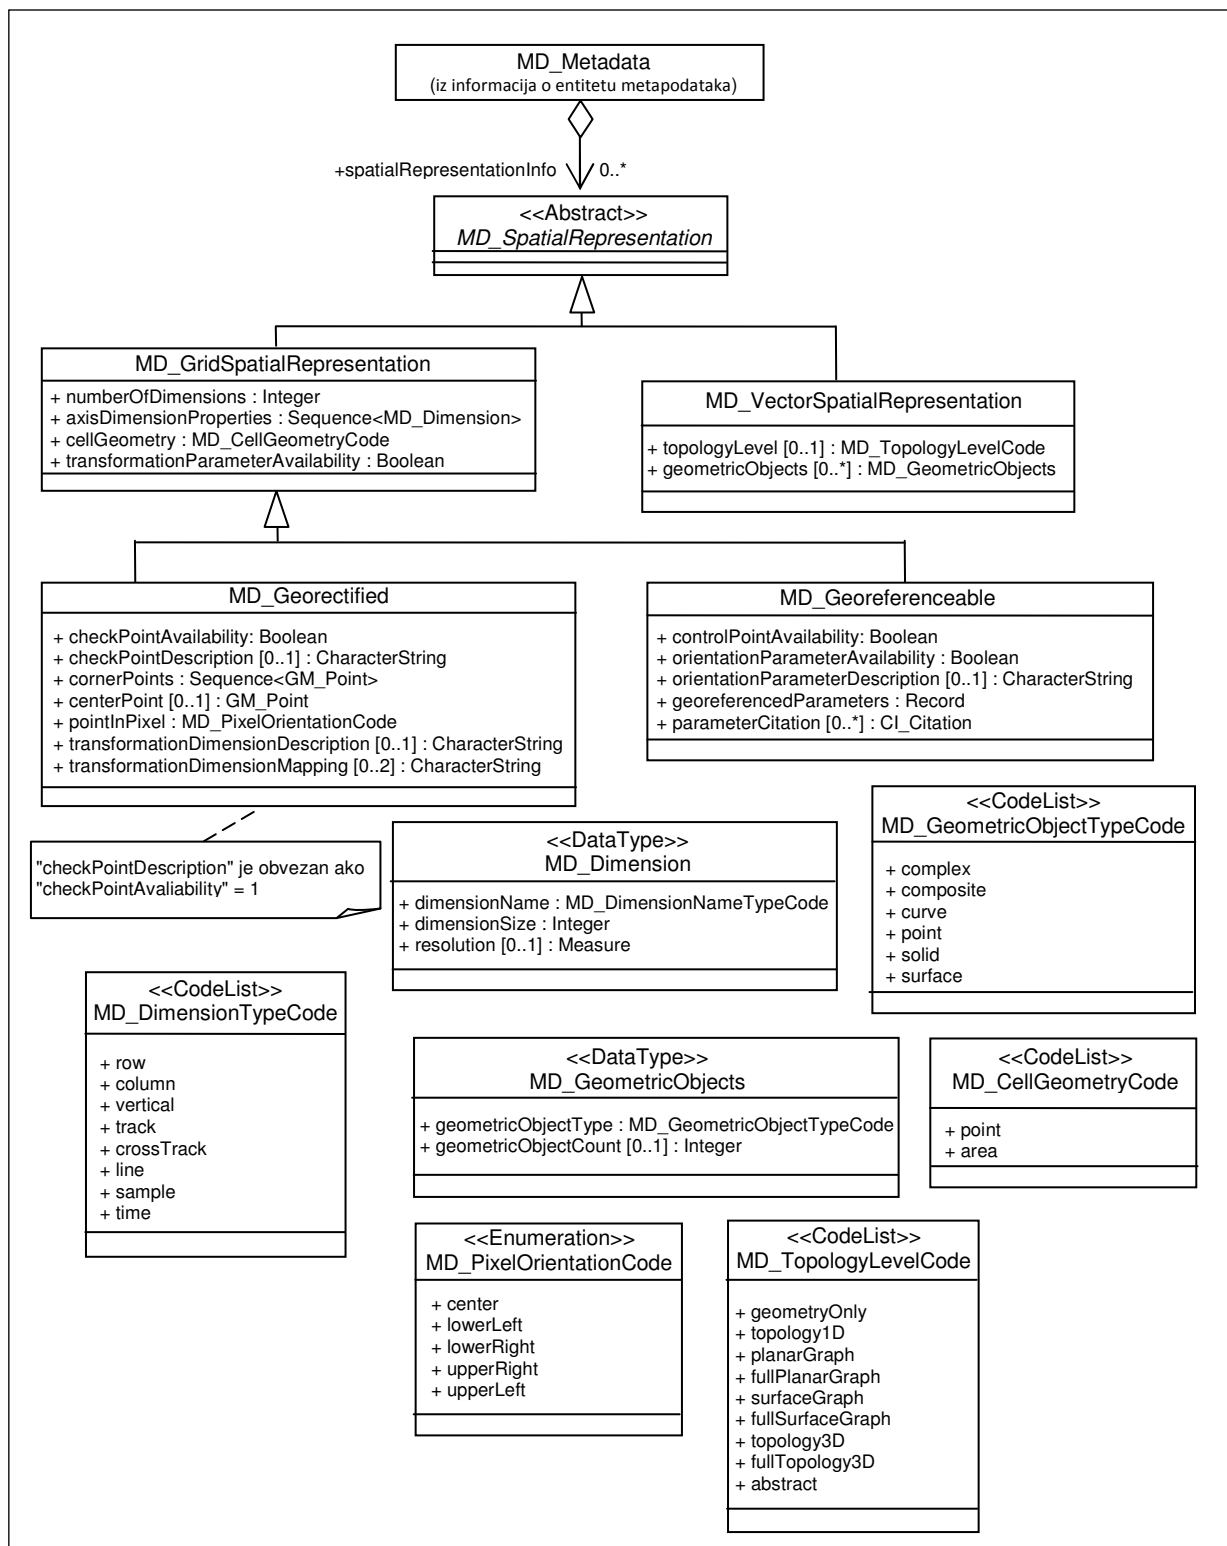 MD_Metadata
(iz informacija o entitetu metapodataka)
+spatialRepresentationInfo 0..*
<<Abstract>>
MD_SpatialRepresentation
MD_GridSpatialRepresentation
+ numberOfDimensions : Integer
+ axisDimensionProperties : Sequence<MD_Dimension>
+ cellGeometry : MD_CellGeometryCode
+ transformationParameterAvailability : Boolean
MD_VectorSpatialRepresentation
+ topologyLevel [0..1] : MD_TopologyLevelCode
+ geometricObjects [0..*] : MD_GeometricObjects
MD_Georectified
+ checkPointAvailability: Boolean
+ checkPointDescription [0..1] : CharacterString
+ cornerPoints : Sequence<GM_Point>
+ centerPoint [0..1] : GM_Point
+ pointInPixel : MD_PixelOrientationCode
+ transformationDimensionDescription [0..1] : CharacterString
+ transformationDimensionMapping [0..2] : CharacterString
MD_Georeferenceable
+ controlPointAvailability: Boolean
+ orientationParameterAvailability : Boolean
+ orientationParameterDescription [0..1] : CharacterString
+ georeferencedParameters : Record
+ parameterCitation [0..*] : CI_Citation
"checkPointDescription" je obvezan ako
"checkPointAvaliability" = 1
<<DataType>>
MD_Dimension
+ dimensionName : MD_DimensionNameTypeCode
+ dimensionSize : Integer
+ resolution [0..1] : Measure
<<CodeList>>
MD_GeometricObjectTypeCode
+ complex
+ composite
+ curve
+ point
+ solid
+ surface
<<CodeList>>
MD_DimensionTypeCode
+ row
+ column
+ vertical
+ track
+ crossTrack
+ line
+ sample
+ time
<<DataType>>
MD_GeometricObjects
+ geometricObjectType : MD_GeometricObjectTypeCode
+ geometricObjectCount [0..1] : Integer
<<CodeList>>
MD_CellGeometryCode
+ point
+ area
<<Enumeration>>
MD_PixelOrientationCode
+ center
+ lowerLeft
+ lowerRight
+ upperRight
+ upperLeft
<<CodeList>>
MD_TopologyLevelCode
+ geometryOnly
+ topology1D
+ planarGraph
+ fullPlanarGraph
+ surfaceGraph
+ fullSurfaceGraph
+ topology3D
+ fullTopology3D
+ abstract